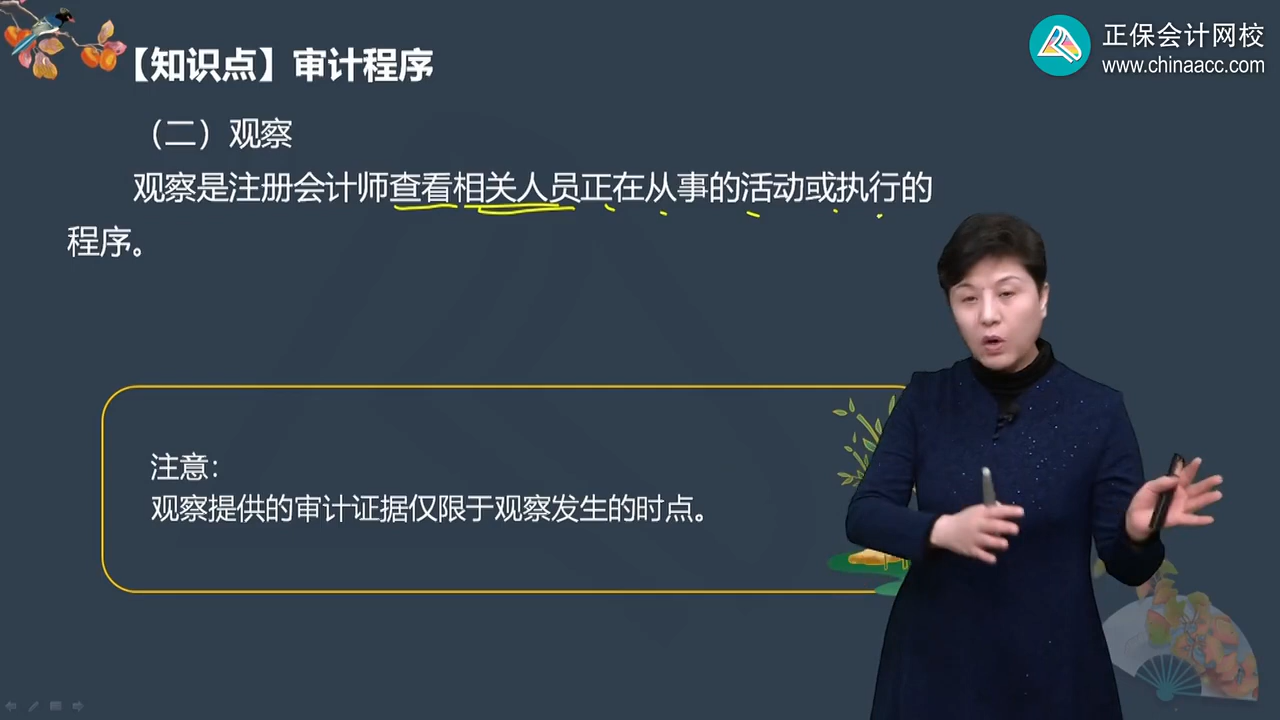 正保会计网校
www.chinaacc.com
【知识点】审计程序
（二）观察
观察是注册会计师查看相关人员正在从事的活动或执行的
程序。
注意：
观察提供的审计证据仅限于观察发生的时点。